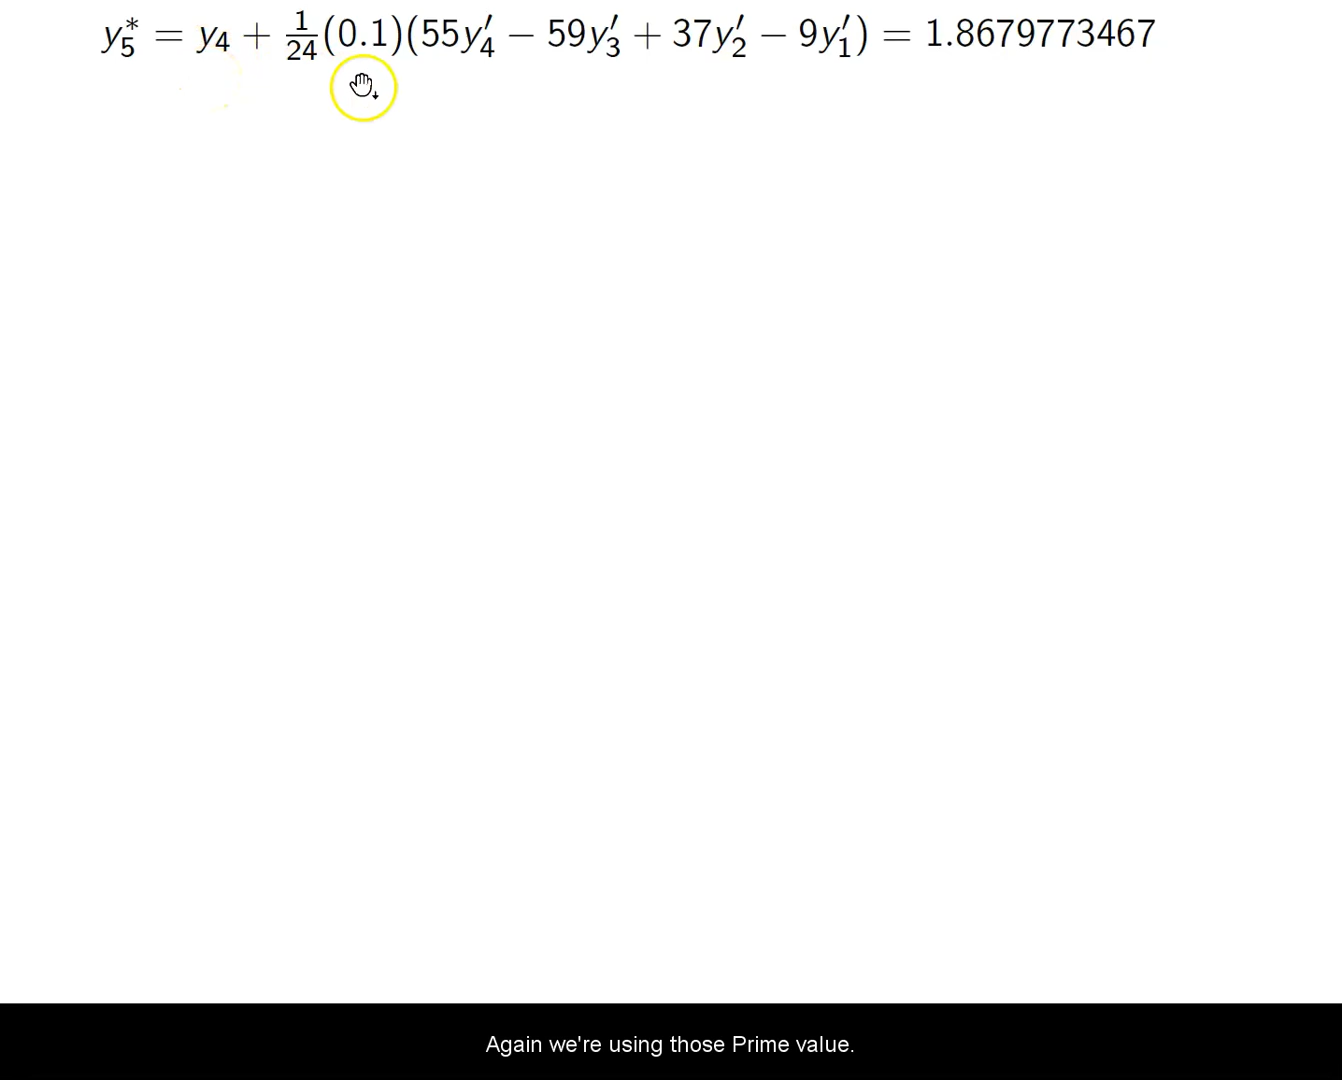 y₅* = y₄ + 1/24(0.1)(55y₄′ − 59y₃′ + 37y₂′ − 9y₁′) = 1.8679773467
Again we're using those Prime value.